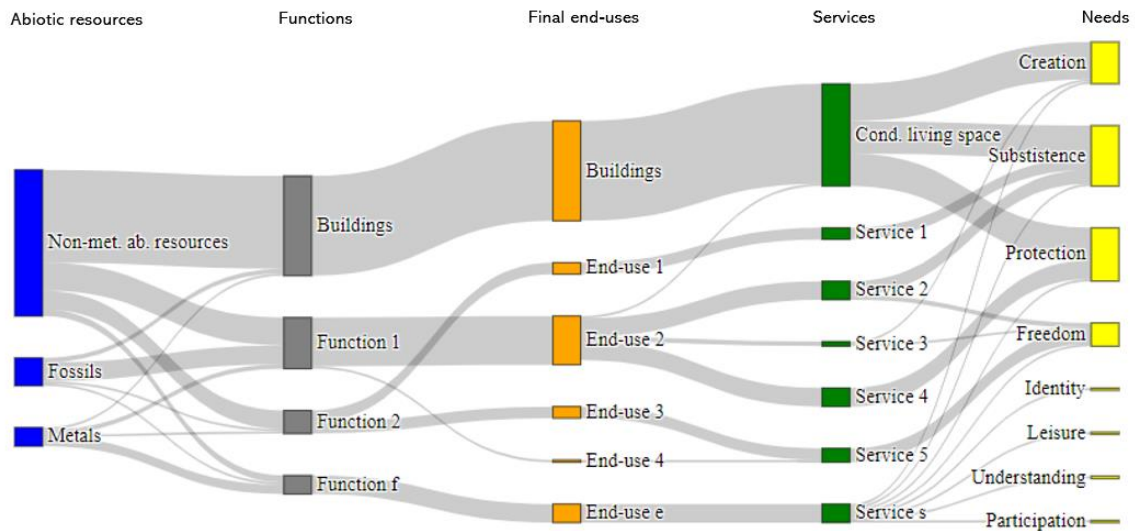 Abiotic resources
Functions
Final end-uses
Services
Needs
Non-met. ab. resources
Fossils
Metals
Buildings
Function 1
Function 2
Function f
Buildings
End-use 1
End-use 2
End-use 3
End-use 4
End-use e
Cond. living space
Service 1
Service 2
Service 3
Service 4
Service 5
Service s
Creation
Substistence
Protection
Freedom
Identity
Leisure
Understanding
Participation